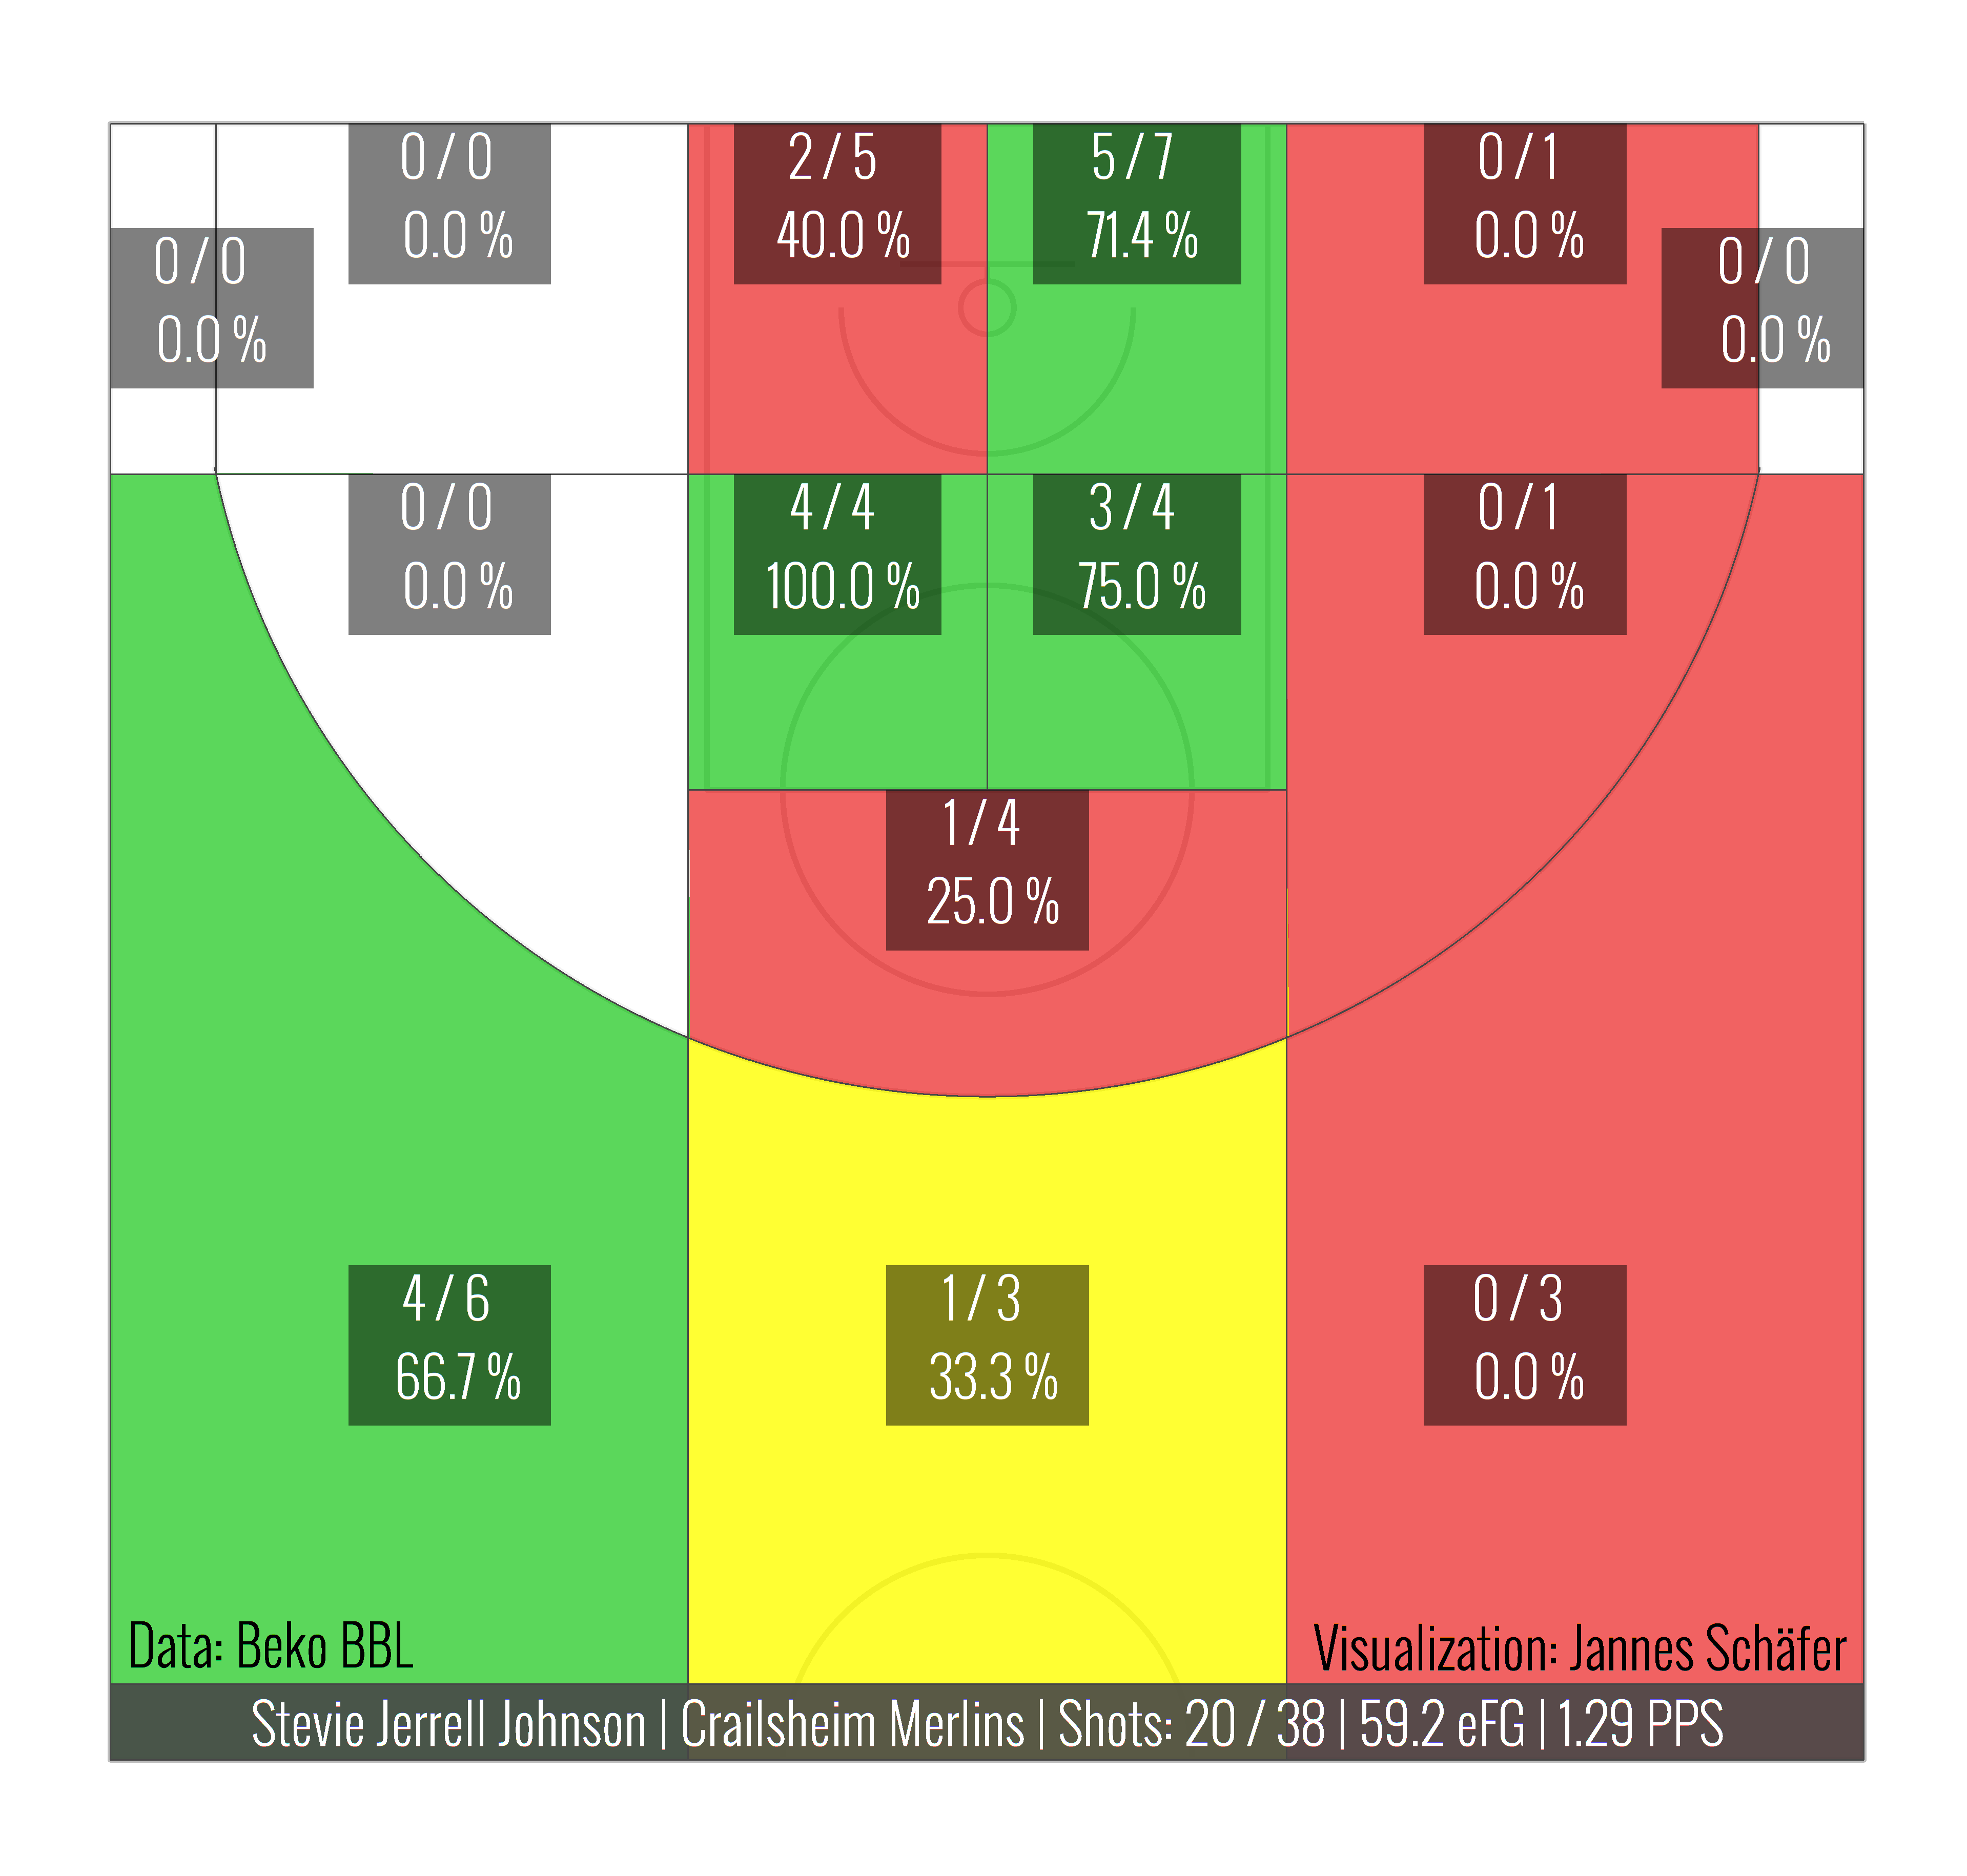 0 / 0
0.0 %
2 / 5
40.0 %
5 / 7
71.4 %
0 / 1
0.0 %
0 / 0
0.0 %
0 / 0
0.0 %
0 / 0
0.0 %
4 / 4
100.0 %
3 / 4
75.0 %
0 / 1
0.0 %
1 / 4
25.0 %
4 / 6
66.7 %
1 / 3
33.3 %
0 / 3
0.0 %
Data: Beko BBL
Visualization: Jannes Schäfer
Stevie Jerrell Johnson | Crailsheim Merlins | Shots: 20 / 38 | 59.2 eFG | 1.29 PPS